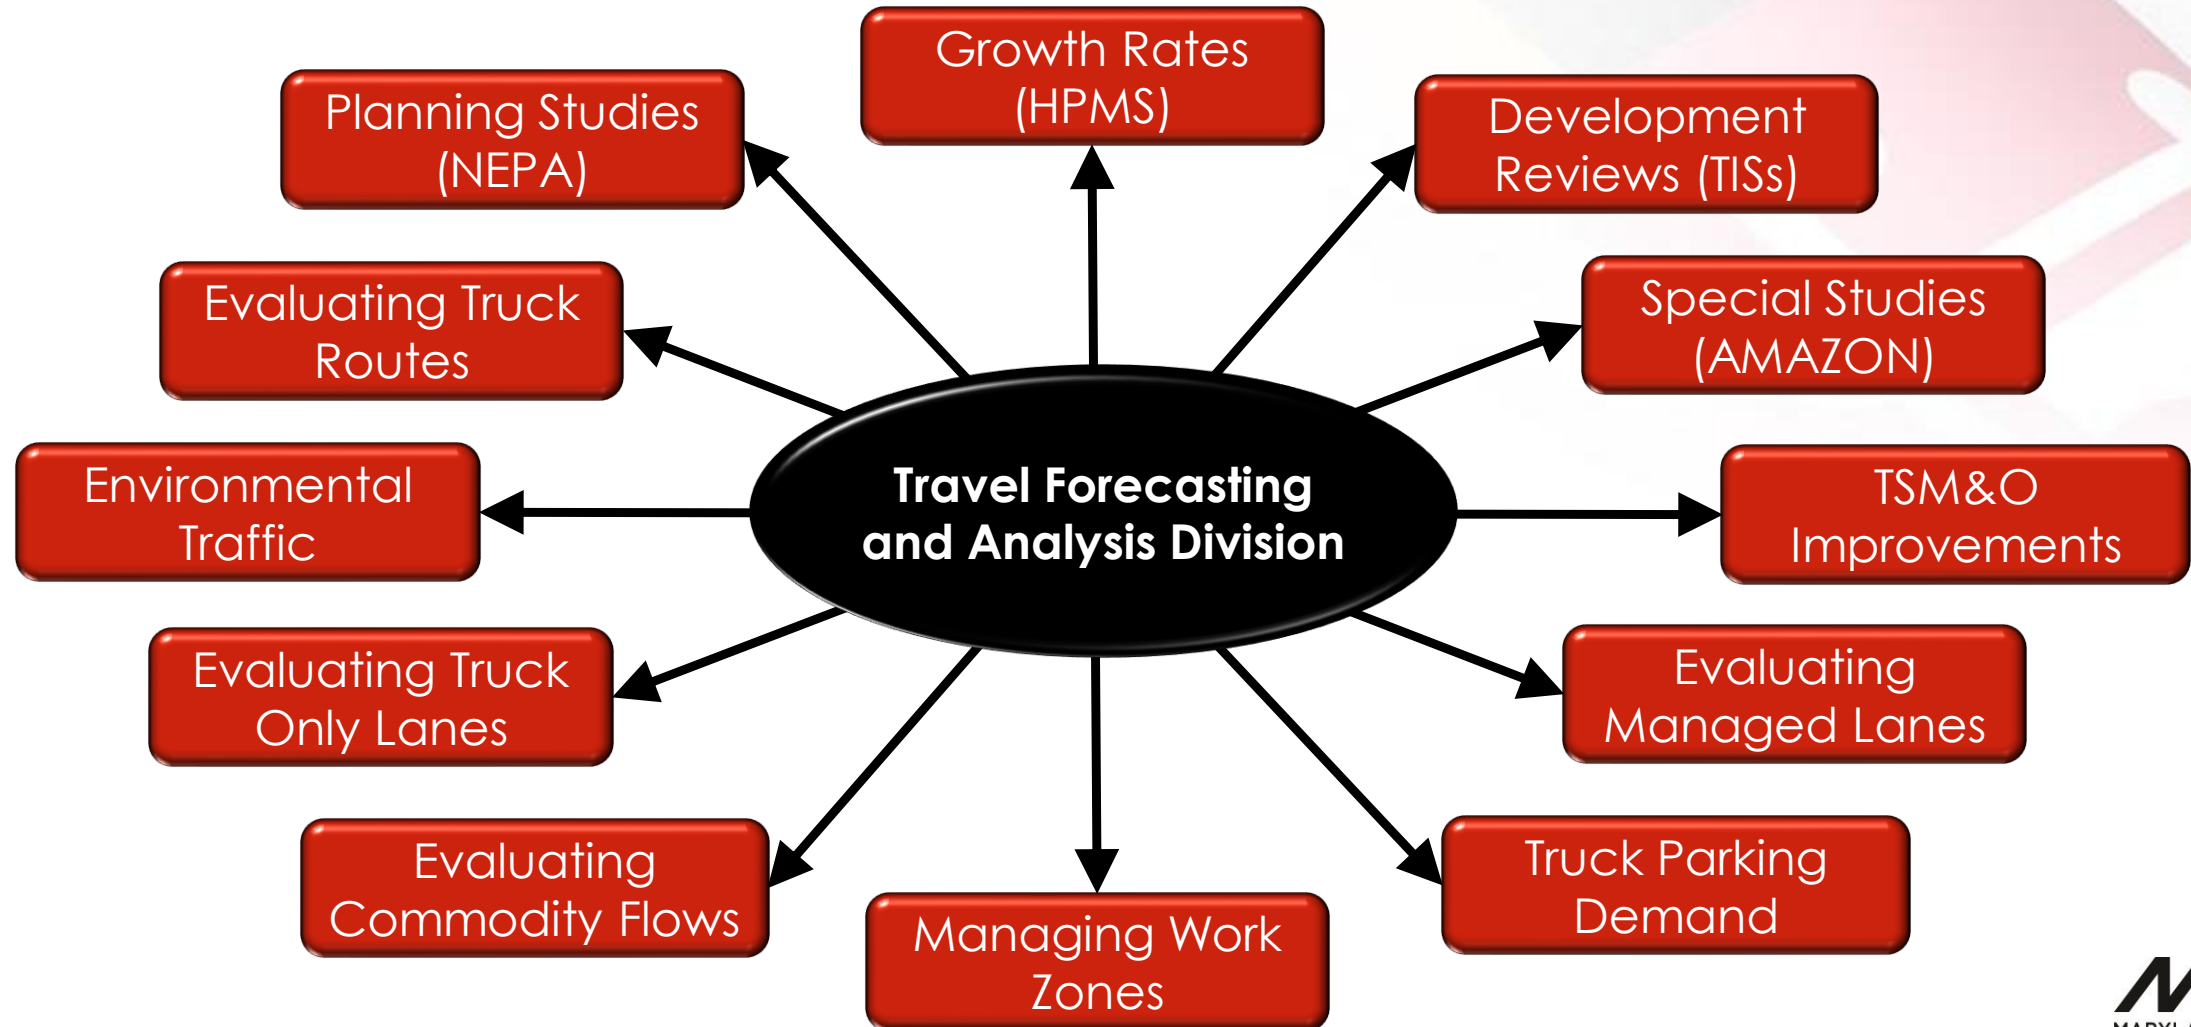 Growth Rates
(HPMS)
Planning Studies
(NEPA)
Development
Reviews (TISs)
Evaluating Truck
Routes
Special Studies
(AMAZON)
Environmental
Traffic
Travel Forecasting
and Analysis Division
TSM&O
Improvements
Evaluating Truck
Only Lanes
Evaluating
Managed Lanes
Evaluating
Commodity Flows
Truck Parking
Demand
Managing Work
Zones